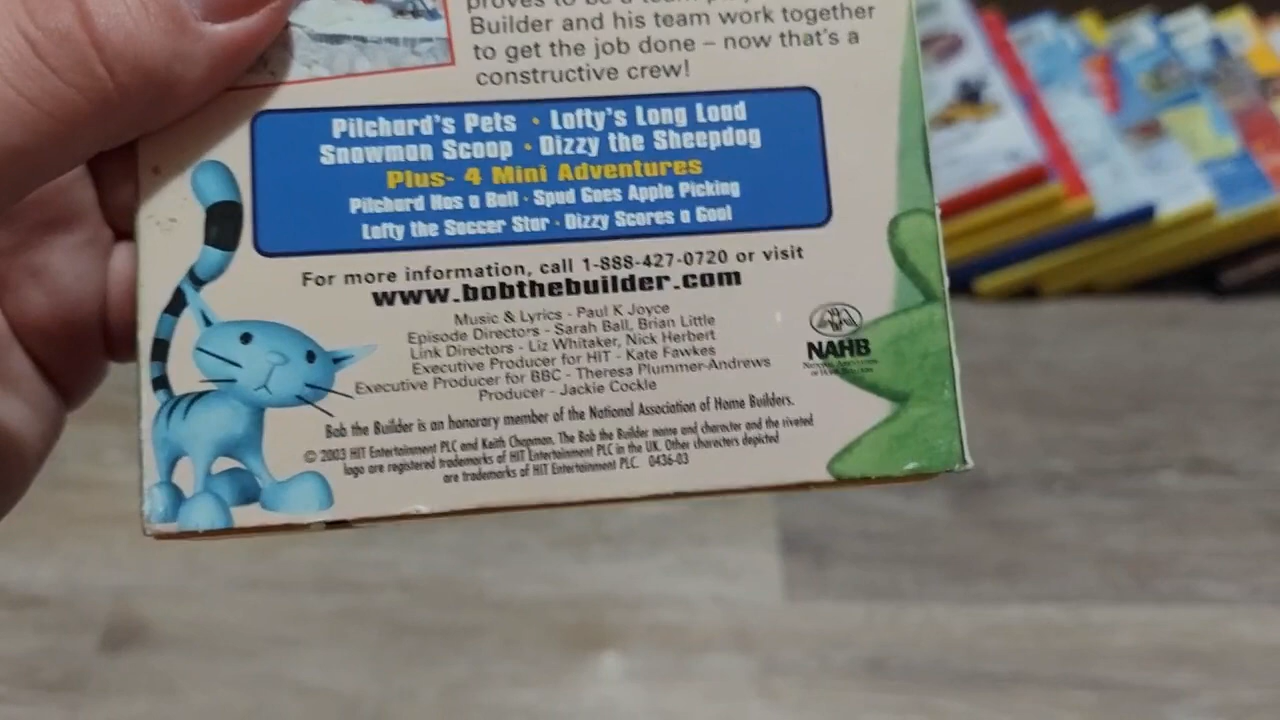 proves to be a team
Builder and his team work together
to get the job done – now that's a
constructive crew!
Pilchard's Pets • Lofty's Long Load
Snowman Scoop • Dizzy the Sheepdog
Plus- 4 Mini Adventures
Pilchard Has a Ball · Spud Goes Apple Picking
Lofty the Soccer Star · Dizzy Scores a Goal
For more information, call 1-888-427-0720 or visit
www.bobthebuilder.com
Music & Lyrics - Paul K Joyce
Episode Directors - Sarah Ball, Brian Little
Link Directors - Liz Whitaker, Nick Herbert
Executive Producer for HIT - Kate Fawkes
Executive Producer for BBC - Theresa Plummer-Andrews
Producer - Jackie Cockle
NAHB
National Association
of Home Builders
Bob the Builder is an honorary member of the National Association of Home Builders.
© 2003 HIT Entertainment PLC and Keith Chapman. The Bob the Builder name and character and the riveted
logo are registered trademarks of HIT Entertainment PLC in the UK. Other characters depicted
are trademarks of HIT Entertainment PLC. 0436-03